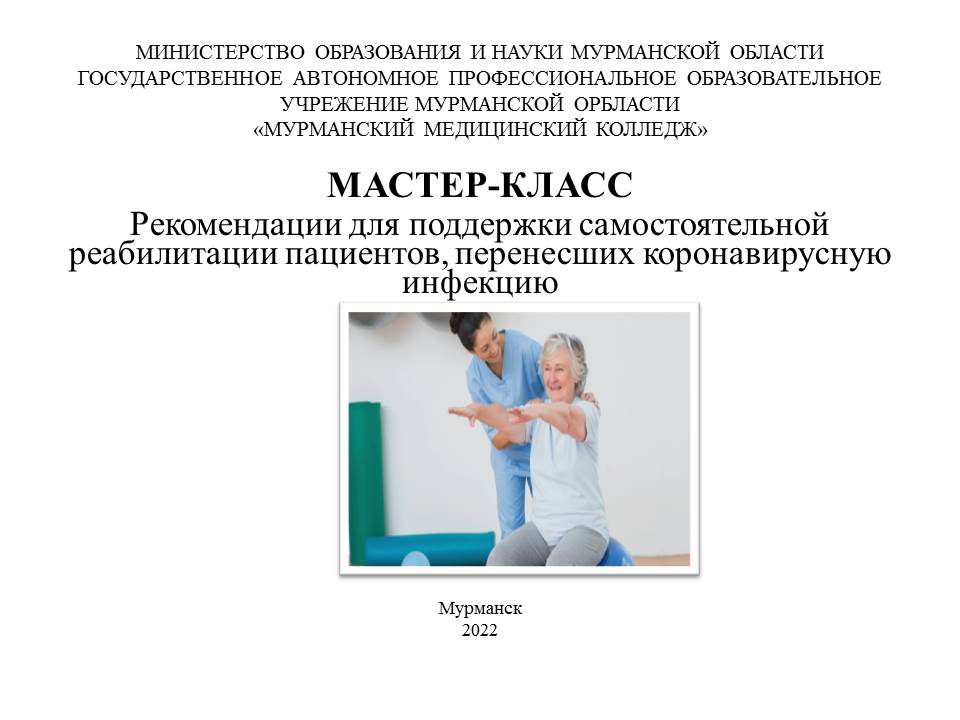 МИНИСТЕРСТВО ОБРАЗОВАНИЯ И НАУКИ МУРМАНСКОЙ ОБЛАСТИ
ГОСУДАРСТВЕННОЕ АВТОНОМНОЕ ПРОФЕССИОНАЛЬНОЕ ОБРАЗОВАТЕЛЬНОЕ
УЧРЕЖЕНИЕ МУРМАНСКОЙ ОРБЛАСТИ
«МУРМАНСКИЙ МЕДИЦИНСКИЙ КОЛЛЕДЖ»
МАСТЕР-КЛАСС
Рекомендации для поддержки самостоятельной
реабилитации пациентов, перенесших коронавирусную
инфекцию
Мурманск
2022